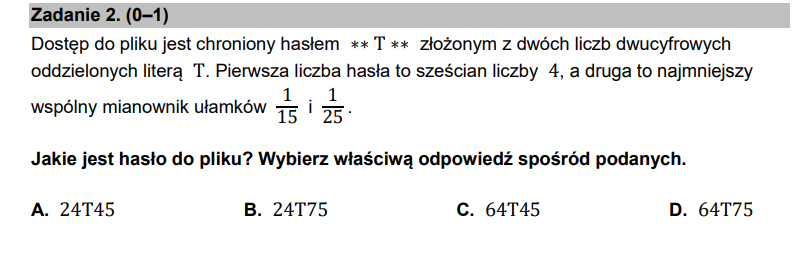 Zadanie 2. (0–1)
Dostęp do pliku jest chroniony hasłem ** T ** złożonym z dwóch liczb dwucyfrowych
oddzielonych literą T. Pierwsza liczba hasła to sześcian liczby 4, a druga to najmniejszy
wspólny mianownik ułamków 1/15 i 1/25.
Jakie jest hasło do pliku? Wybierz właściwą odpowiedź spośród podanych.
A. 24T45 B. 24T75 C. 64T45 D. 64T75